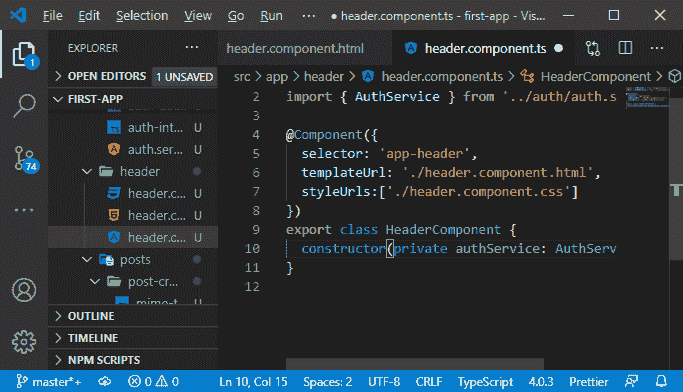 File Edit Selection View Go Run ··· ● header.component.ts - first-app - Vis...
EXPLORER
header.component.html
header.component.ts ●
OPEN EDITORS 1 UNSAVED
src > app > header > header.component.ts > HeaderComponent >
FIRST-APP
auth-int... U
auth.ser... U
header
header.c... U
header.c... U
header.c... U
posts
post-cr...
mime-t...
OUTLINE
TIMELINE
NPM SCRIPTS
1
74
2 import { AuthService } from '../auth/auth.s
3
4 @Component({
5 selector: 'app-header',
6 templateUrl: './header.component.html',
7 styleUrls:['./header.component.css']
8 })
9 export class HeaderComponent {
10 constructor(private authService: AuthServ
11 }
12
master*+ 0 0 Ln 10, Col 15 Spaces: 2 UTF-8 CRLF TypeScript 4.0.3 Prettier